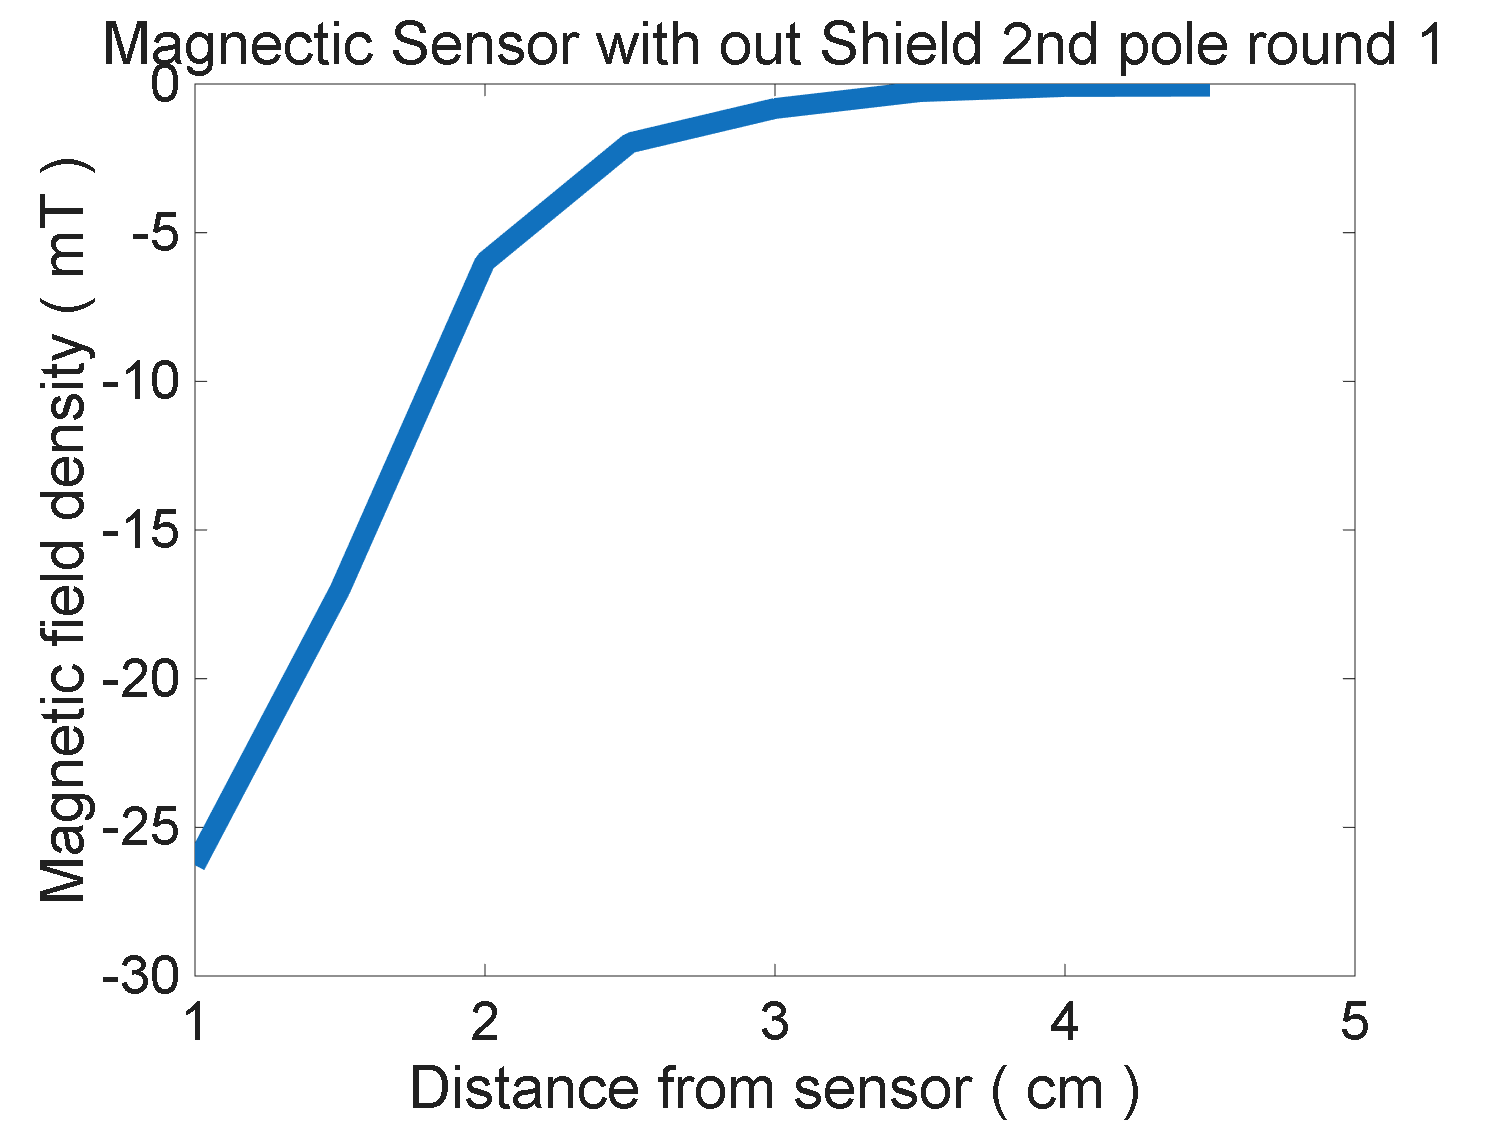 Magnectic Sensor with out Shield 2nd pole round 1
0
-5
-10
-15
-20
-25
-30
Magnetic field density ( mT )
1 2 3 4 5
Distance from sensor ( cm )